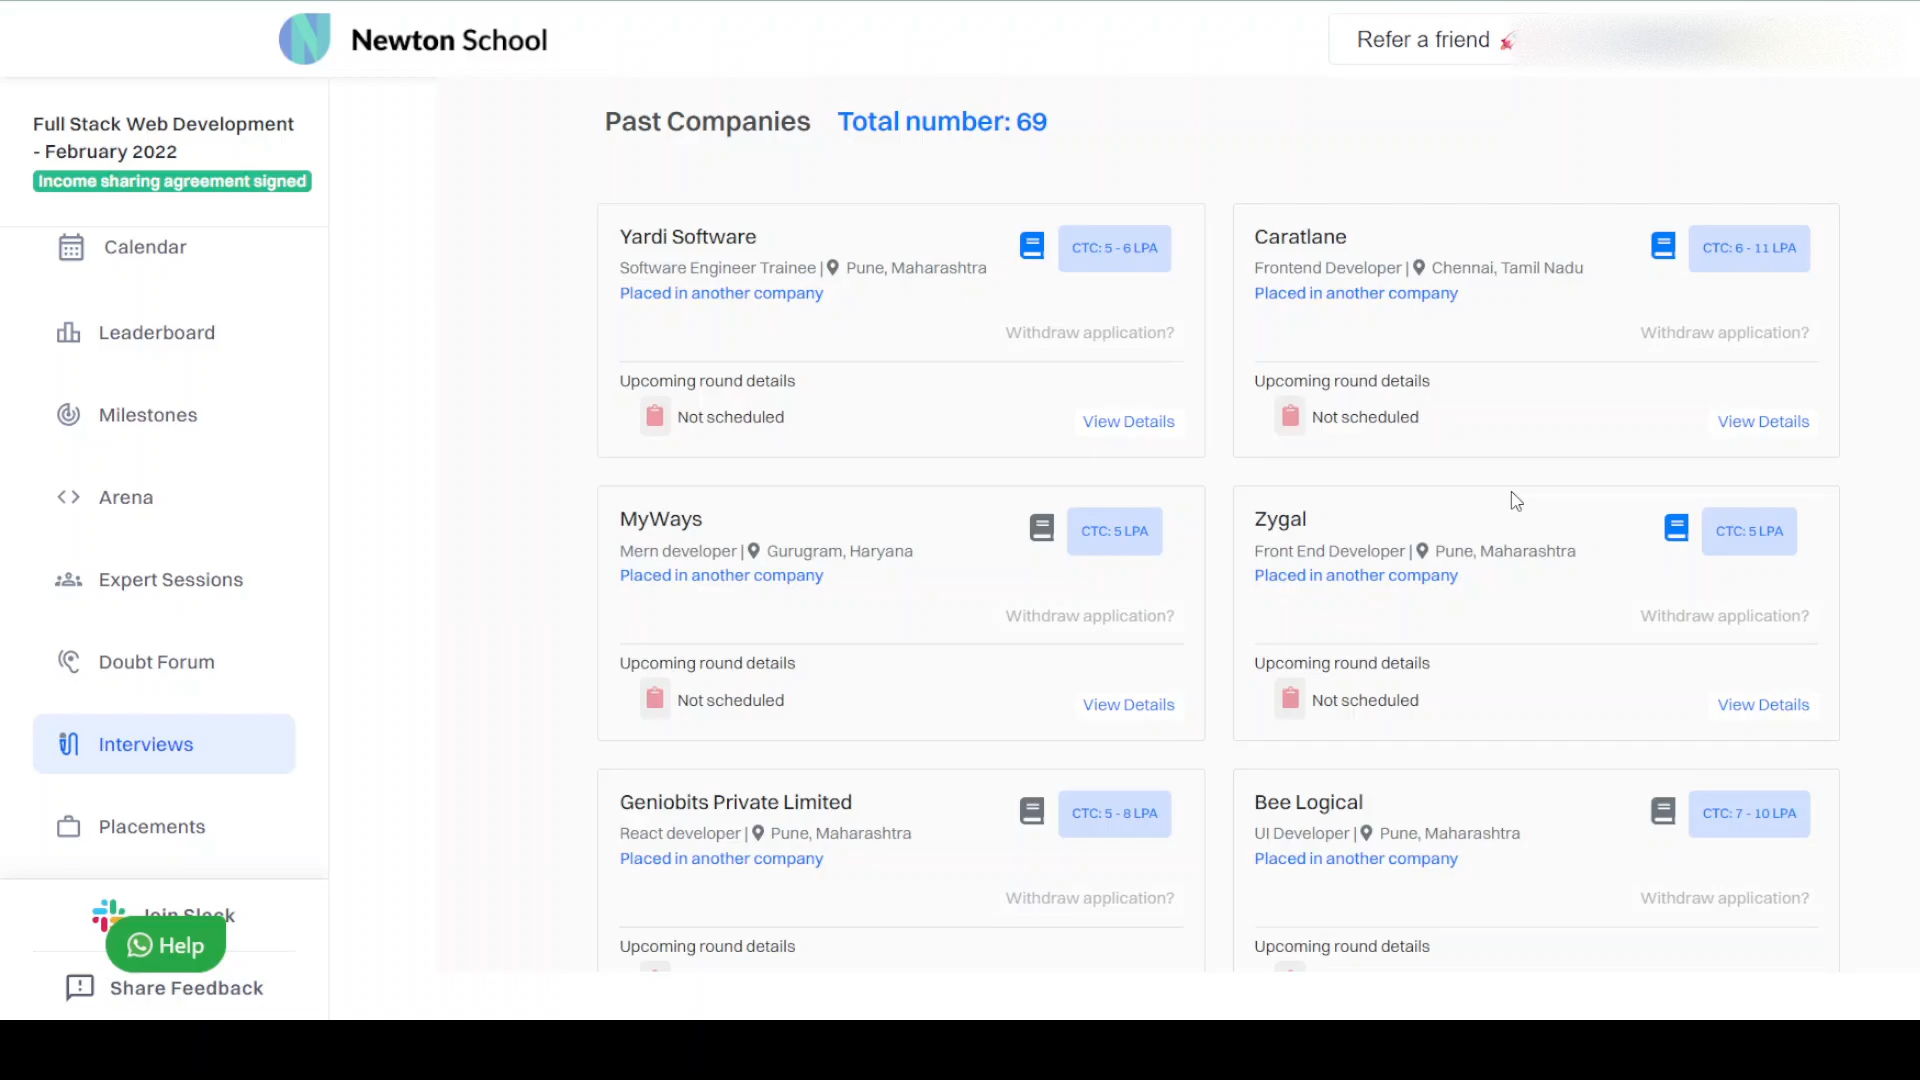 Newton School
Refer a friend
Full Stack Web Development
- February 2022
Income sharing agreement signed
Calendar
Leaderboard
Milestones
Arena
Expert Sessions
Doubt Forum
Interviews
Placements
Join Slack
Help
Share Feedback
Past Companies Total number: 69
Yardi Software
CTC: 5 - 6 LPA
Software Engineer Trainee | Pune, Maharashtra
Placed in another company
Withdraw application?
Upcoming round details
Not scheduled
View Details
Caratlane
CTC: 6 - 11 LPA
Frontend Developer | Chennai, Tamil Nadu
Placed in another company
Withdraw application?
Upcoming round details
Not scheduled
View Details
MyWays
CTC: 5 LPA
Mern developer | Gurugram, Haryana
Placed in another company
Withdraw application?
Upcoming round details
Not scheduled
View Details
Zygal
CTC: 5 LPA
Front End Developer | Pune, Maharashtra
Placed in another company
Withdraw application?
Upcoming round details
Not scheduled
View Details
Geniobits Private Limited
CTC: 5 - 8 LPA
React developer | Pune, Maharashtra
Placed in another company
Withdraw application?
Upcoming round details
Bee Logical
CTC: 7 - 10 LPA
UI Developer | Pune, Maharashtra
Placed in another company
Withdraw application?
Upcoming round details